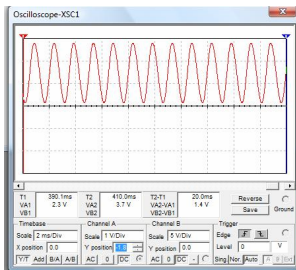 Oscilloscope-XSC1
T1 390.1ms T2 410.0ms T2-T1 20.0ms Reverse
VA1 2.3 V VA2 3.7 V VA2-VA1 1.4 V Save Ground
VB1 VB2 VB2-VB1
Timebase Channel A Channel B Trigger
Scale 2 ms/Div Scale 1 V/Div Scale 5 V/Div Edge
X position 0.0 Y position Y position 0.0 Level 0 V
Y/T Add B/A A/B AC 0 DC AC 0 DC - Sing. Nor. Auto A B Ext